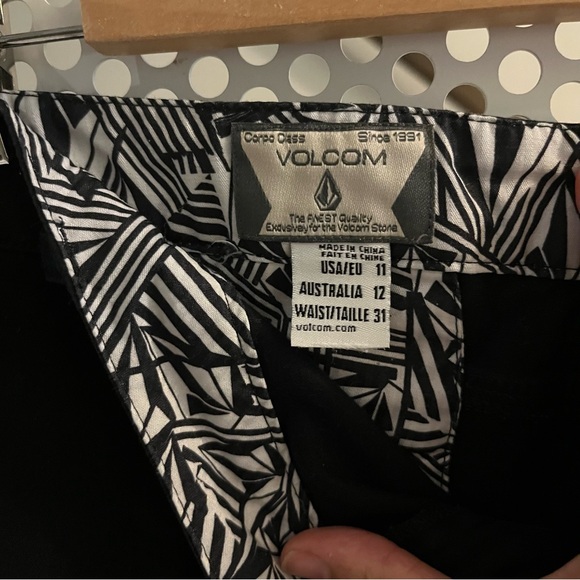 Corpo Class Since 1991
VOLCOM
The FINEST Quality
Exclusively for the Volcom Stone
MADE IN CHINA
FAIT EN CHINE
USA/EU 11
AUSTRALIA 12
WAIST/TAILLE 31
volcom.com